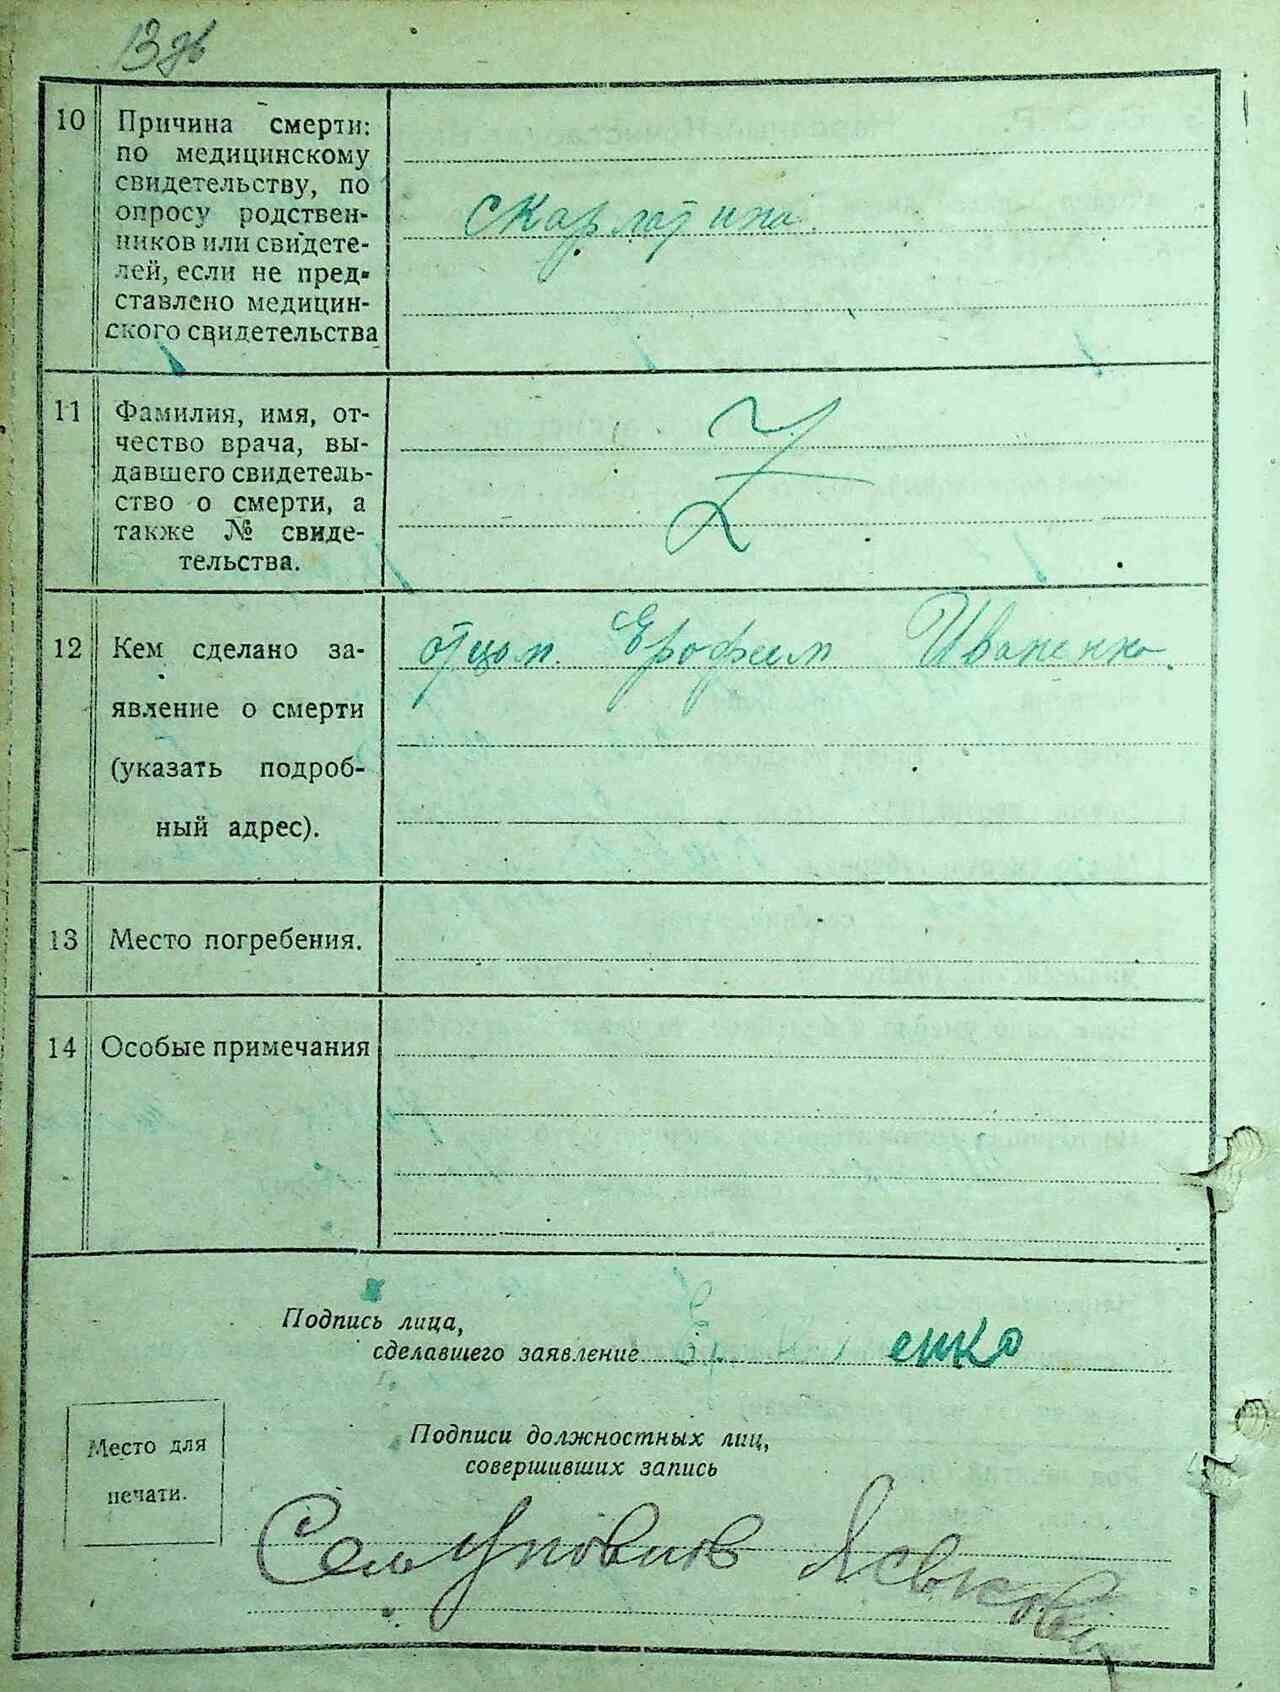 13 об
10 Причина смерти:
по медицинскому
свидетельству, по
опросу родствен-
ников или свидете-
лей, если не пред-
ставлено медицин-
ского свидетельства
скарлатина
11 Фамилия, имя, от-
чество врача, вы-
давшего свидетель-
ство о смерти, а
также № свиде-
тельства.
12 Кем сделано за-
явление о смерти
(указать подроб-
ный адрес).
отцом Ерофеем Иваненко
13 Место погребения.
14 Особые примечания
Подпись лица,
сделавшего заявление енко
Место для
печати.
Подписи должностных лиц,
совершивших запись